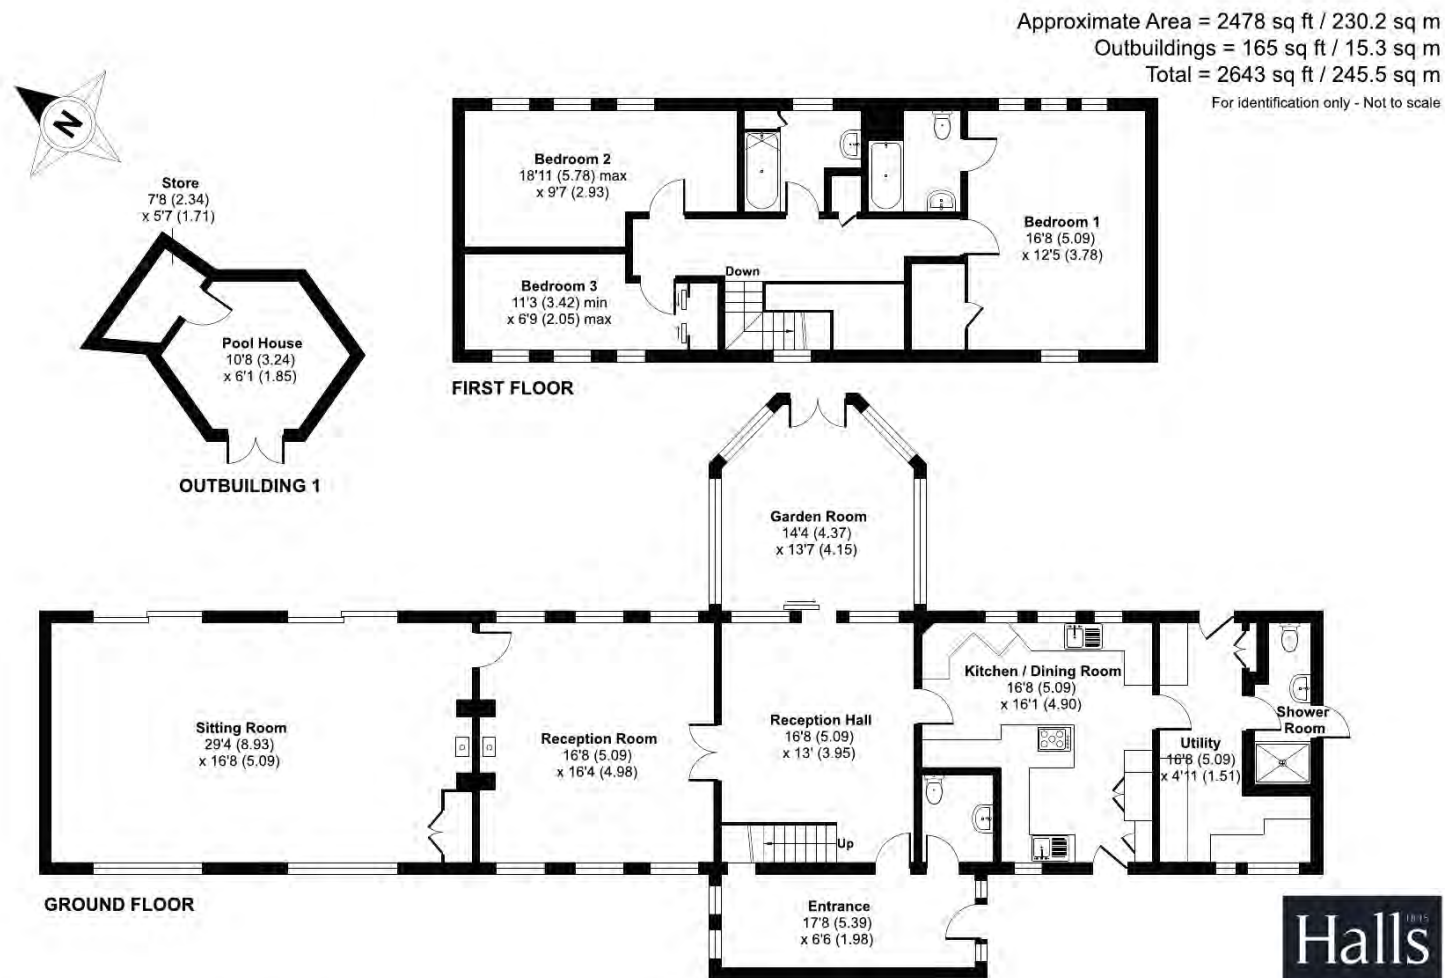 Approximate Area = 2478 sq ft / 230.2 sq m
Outbuildings = 165 sq ft / 15.3 sq m
Total = 2643 sq ft / 245.5 sq m
For identification only - Not to scale
N
Store
7'8 (2.34)
x 5'7 (1.71)
Pool House
10'8 (3.24)
x 6'1 (1.85)
OUTBUILDING 1
Bedroom 2
18'11 (5.78) max
x 9'7 (2.93)
Bedroom 1
16'8 (5.09)
x 12'5 (3.78)
Down
Bedroom 3
11'3 (3.42) min
x 6'9 (2.05) max
FIRST FLOOR
Garden Room
14'4 (4.37)
x 13'7 (4.15)
Sitting Room
29'4 (8.93)
x 16'8 (5.09)
Reception Room
16'8 (5.09)
x 16'4 (4.98)
Reception Hall
16'8 (5.09)
x 13' (3.95)
Up
Kitchen / Dining Room
16'8 (5.09)
x 16'1 (4.90)
Utility
16'8 (5.09)
x 4'11 (1.51)
Shower
Room
Entrance
17'8 (5.39)
x 6'6 (1.98)
GROUND FLOOR
Halls
1845